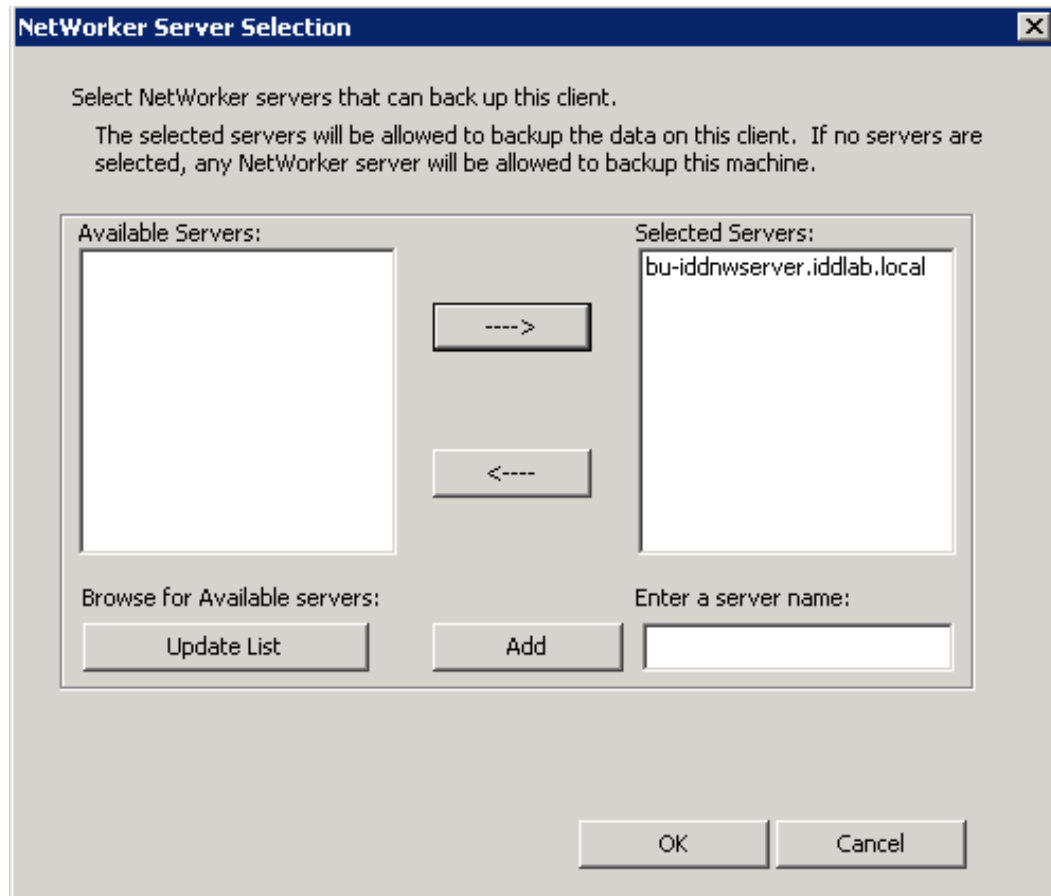 NetWorker Server Selection
Select NetWorker servers that can back up this client.
The selected servers will be allowed to backup the data on this client. If no servers are
selected, any NetWorker server will be allowed to backup this machine.
Available Servers:
Selected Servers:
bu-iddnwserver.iddlab.local
---->
<----
Browse for Available servers:
Enter a server name:
Update List
Add
OK
Cancel